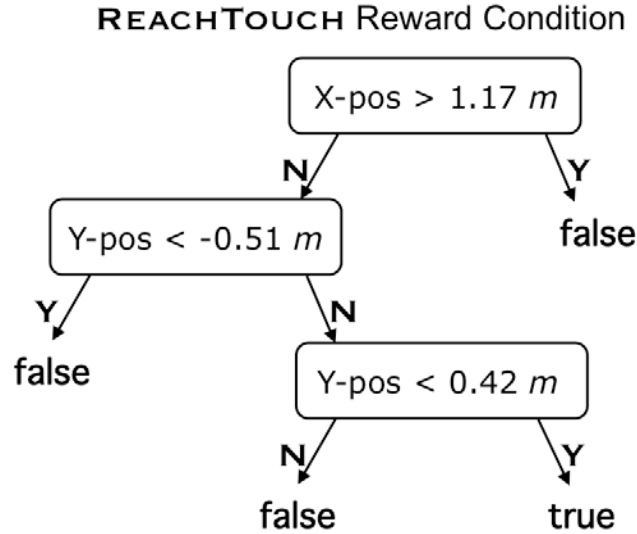 REACHTOUCH Reward Condition
X-pos > 1.17 m
N
Y
false
Y-pos < -0.51 m
Y
N
false
Y-pos < 0.42 m
N
Y
false
true